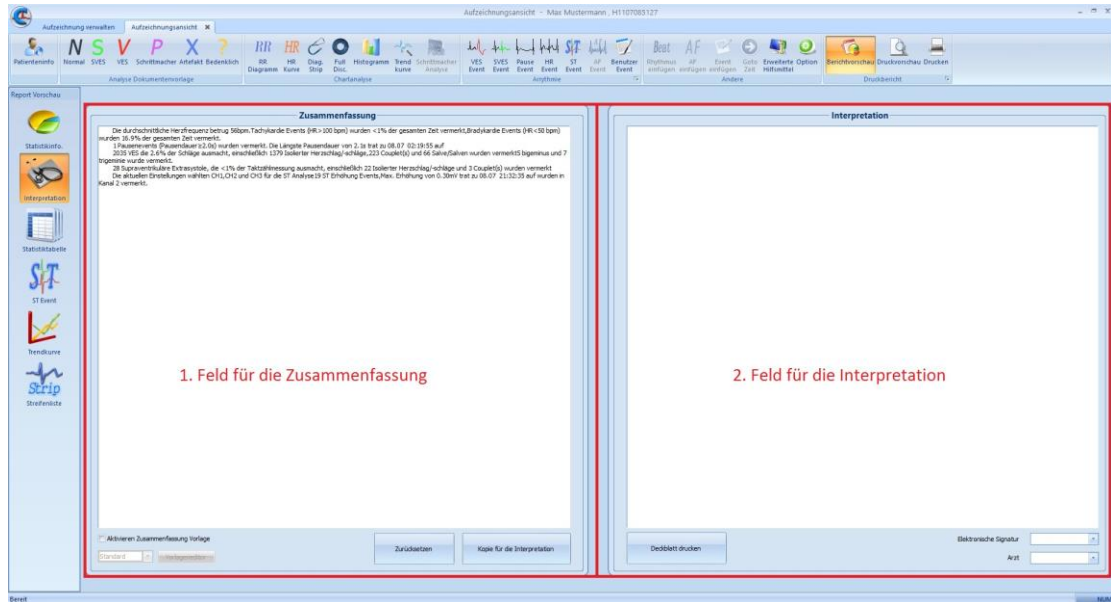 Aufzeichnungsansicht - Max Mustermann , H1107085127
Aufzeichnung verwalten Aufzeichnungsansicht X
N S V P X ? RR HR S|T Beat AF
Patienteninfo Normal SVES VES Schrittmacher Artefakt Bedenklich RR Diagramm HR Kurve Diag. Strip Full Disc. Histogramm Trend kurve Schrittmacher Analyse VES Event SVES Event Pause Event HR Event ST Event AF Event Benutzer Event Rhythmus einfügen AF einfügen Event einfügen Gehe Zeit Erweiterte Hilfsmittel Option Berichtvorschau Druckvorschau Drucken
Analyse Dokumentervorlage Chartanalyse Arrythmie Andere Druckbericht
Report Vorschau
Statistikinfo.
Interpretation
Statistiktabelle
S|T
ST Event
Trendkurve
Strip
Streifenliste
Zusammenfassung
Die durchschnittliche Herzfrequenz betrug 56bpm.Tachykardie Events (HR>100 bpm) wurden <1% der gesamten Zeit vermerkt,Bradykardie Events (HR<50 bpm)
wurden 16.9% der gesamten Zeit vermerkt.
1 Pausenevents (Pausendauer≥2.0s) wurden vermerkt. Die Längste Pausendauer von 2.1s trat zu 08.07 02:19:55 auf
2035 VES die 2.6% der Schläge ausmacht, einschließlich 1379 Isolierter Herzschlag/-schläge,223 Couplet(s) und 66 Salve/Salven wurden vermerkt5 bigeminus und 7
trigeminie wurde vermerkt.
28 Supraventrikuläre Extrasystole, die <1% der Taktzählmessung ausmacht, einschließlich 22 Isolierter Herzschlag/-schläge und 3 Couplet(s) wurden vermerkt
Die aktuellen Einstellungen wählten CH1,CH2 und CH3 für die ST Analyse19 ST Erhöhung Events,Max. Erhöhung von 0.30mV trat zu 08.07 21:32:35 auf wurden in
Kanal 2 vermerkt.
1. Feld für die Zusammenfassung
Aktivieren Zusammenfassung Vorlage
Standard
Zurücksetzen
Kopie für die Interpretation
Interpretation
2. Feld für die Interpretation
Deckblatt drucken
Elektronische Signatur
Arzt
Bereit
NUM